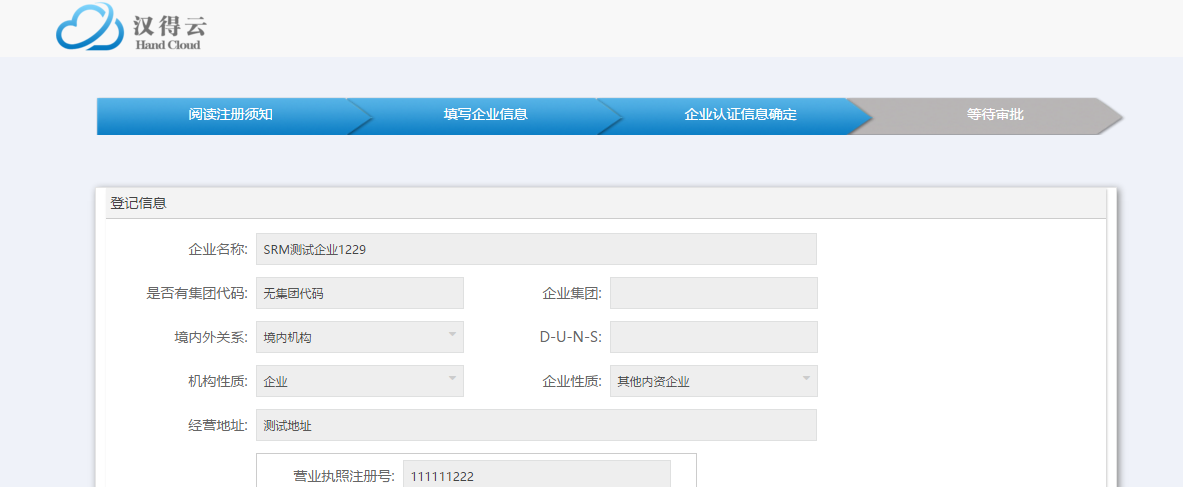 汉得云
Hand Cloud
阅读注册须知 填写企业信息 企业认证信息确定 等待审批
登记信息
企业名称: SRM测试企业1229
是否有集团代码: 无集团代码 企业集团:
境内外关系: 境内机构 D-U-N-S:
机构性质: 企业 企业性质: 其他内资企业
经营地址: 测试地址
营业执照注册号: 111111222